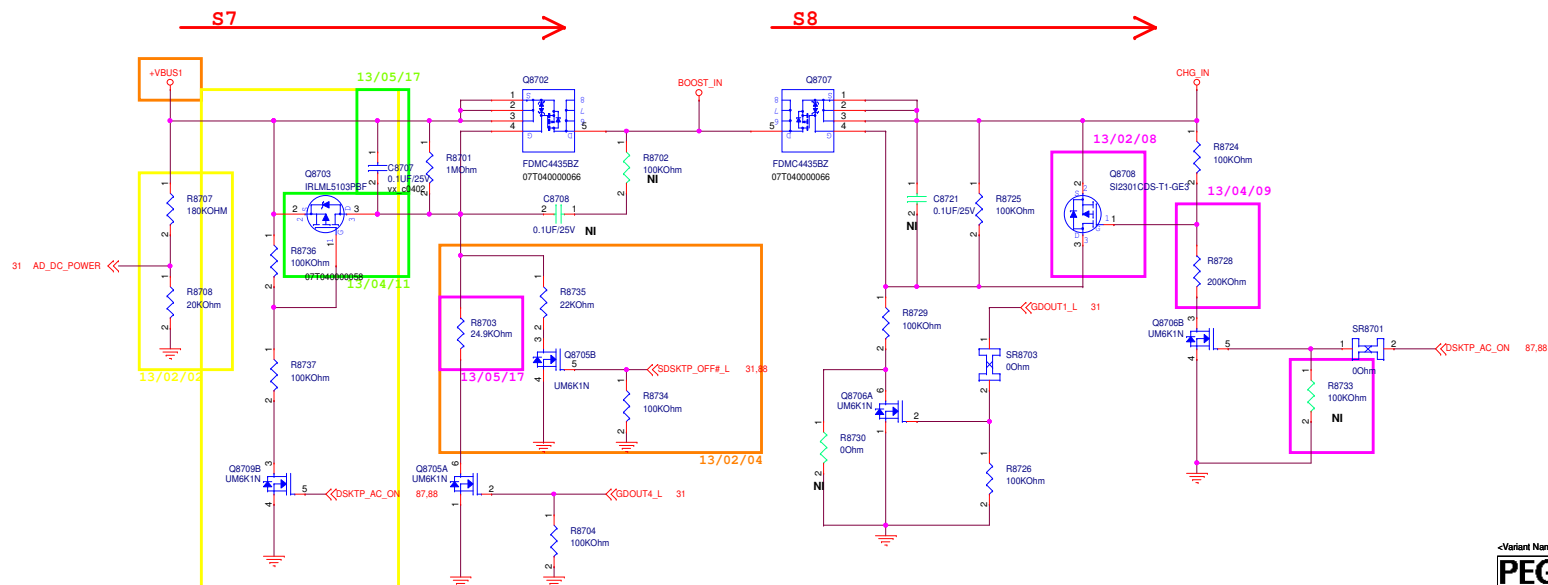 S7
S8
+VBUS1
13/05/17
Q8702
BOOST_IN
Q8707
CHG_IN
13/02/08
R8701
1MOhm
C8707
0.1UF/25V
vx_c0402
FDMC4435BZ
07T040000066
R8702
100KOhm
NI
FDMC4435BZ
07T040000066
R8724
100KOhm
Q8703
IRLML5103PBF
Q8708
SI2301CDS-T1-GE3
13/04/09
R8707
180KOHM
C8708
0.1UF/25V
NI
C8721
0.1UF/25V
NI
R8725
100KOhm
R8736
100KOhm
07T040000058
13/04/11
31 AD_DC_POWER
R8708
20KOhm
R8735
22KOhm
R8728
200KOhm
R8703
24.9KOhm
13/05/17
R8729
100KOhm
GDOUT1_L 31
Q8706B
UM6K1N
SR8701
0Ohm
DSKTP_AC_ON 87,88
13/02/02
R8737
100KOhm
Q8705B
UM6K1N
SDSKTP_OFF#_L 31,88
SR8703
0Ohm
R8734
100KOhm
Q8706A
UM6K1N
R8733
100KOhm
NI
13/04/09
R8730
0Ohm
NI
13/02/04
R8726
100KOhm
Q8709B
UM6K1N
DSKTP_AC_ON 87,88
Q8705A
UM6K1N
GDOUT4_L 31
R8704
100KOhm
<Variant Nam
PEG